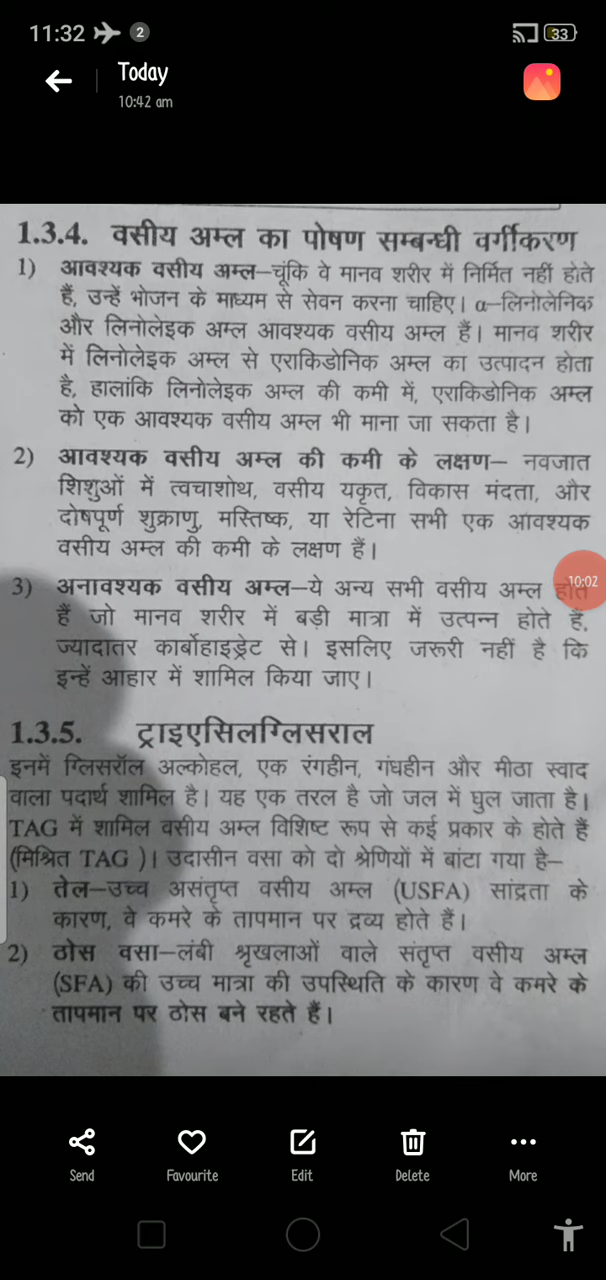 11:32 2 33
Today
10:42 am
1.3.4. वसीय अम्ल का पोषण सम्बन्धी वर्गीकरण
1) आवश्यक वसीय अम्ल–चूंकि वे मानव शरीर में निर्मित नहीं होते
हैं, उन्हें भोजन के माध्यम से सेवन करना चाहिए। α–लिनोलेनिक
और लिनोलेइक अम्ल आवश्यक वसीय अम्ल हैं। मानव शरीर
में लिनोलेइक अम्ल से एराकिडोनिक अम्ल का उत्पादन होता
है, हालांकि लिनोलेइक अम्ल की कमी में, एराकिडोनिक अम्ल
को एक आवश्यक वसीय अम्ल भी माना जा सकता है।
2) आवश्यक वसीय अम्ल की कमी के लक्षण– नवजात
शिशुओं में त्वचाशोथ, वसीय यकृत, विकास मंदता, और
दोषपूर्ण शुक्राणु, मस्तिष्क, या रेटिना सभी एक आवश्यक
वसीय अम्ल की कमी के लक्षण हैं।
10:02
3) अनावश्यक वसीय अम्ल–ये अन्य सभी वसीय अम्ल होते
हैं जो मानव शरीर में बड़ी मात्रा में उत्पन्न होते हैं,
ज्यादातर कार्बोहाइड्रेट से। इसलिए जरूरी नहीं है कि
इन्हें आहार में शामिल किया जाए।
1.3.5. ट्राइएसिलग्लिसराल
इनमें ग्लिसरॉल अल्कोहल, एक रंगहीन, गंधहीन और मीठा स्वाद
वाला पदार्थ शामिल है। यह एक तरल है जो जल में घुल जाता है।
TAG में शामिल वसीय अम्ल विशिष्ट रूप से कई प्रकार के होते हैं
(मिश्रित TAG )। उदासीन वसा को दो श्रेणियों में बांटा गया है–
1) तेल–उच्च असंतृप्त वसीय अम्ल (USFA) सांद्रता के
कारण, वे कमरे के तापमान पर द्रव्य होते हैं।
2) ठोस वसा–लंबी श्रृखलाओं वाले संतृप्त वसीय अम्ल
(SFA) की उच्च मात्रा की उपस्थिति के कारण वे कमरे के
तापमान पर ठोस बने रहते हैं।
Send Favourite Edit Delete More